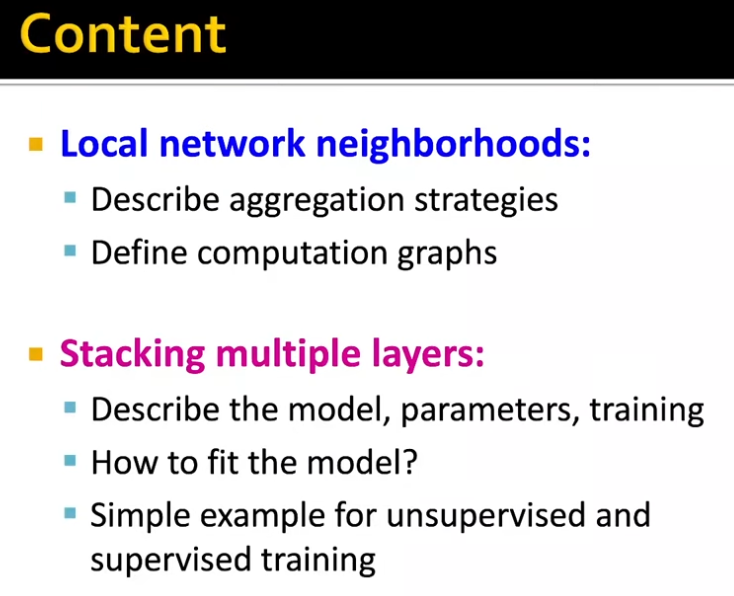 Content
Local network neighborhoods:
Describe aggregation strategies
Define computation graphs
Stacking multiple layers:
Describe the model, parameters, training
How to fit the model?
Simple example for unsupervised and
supervised training